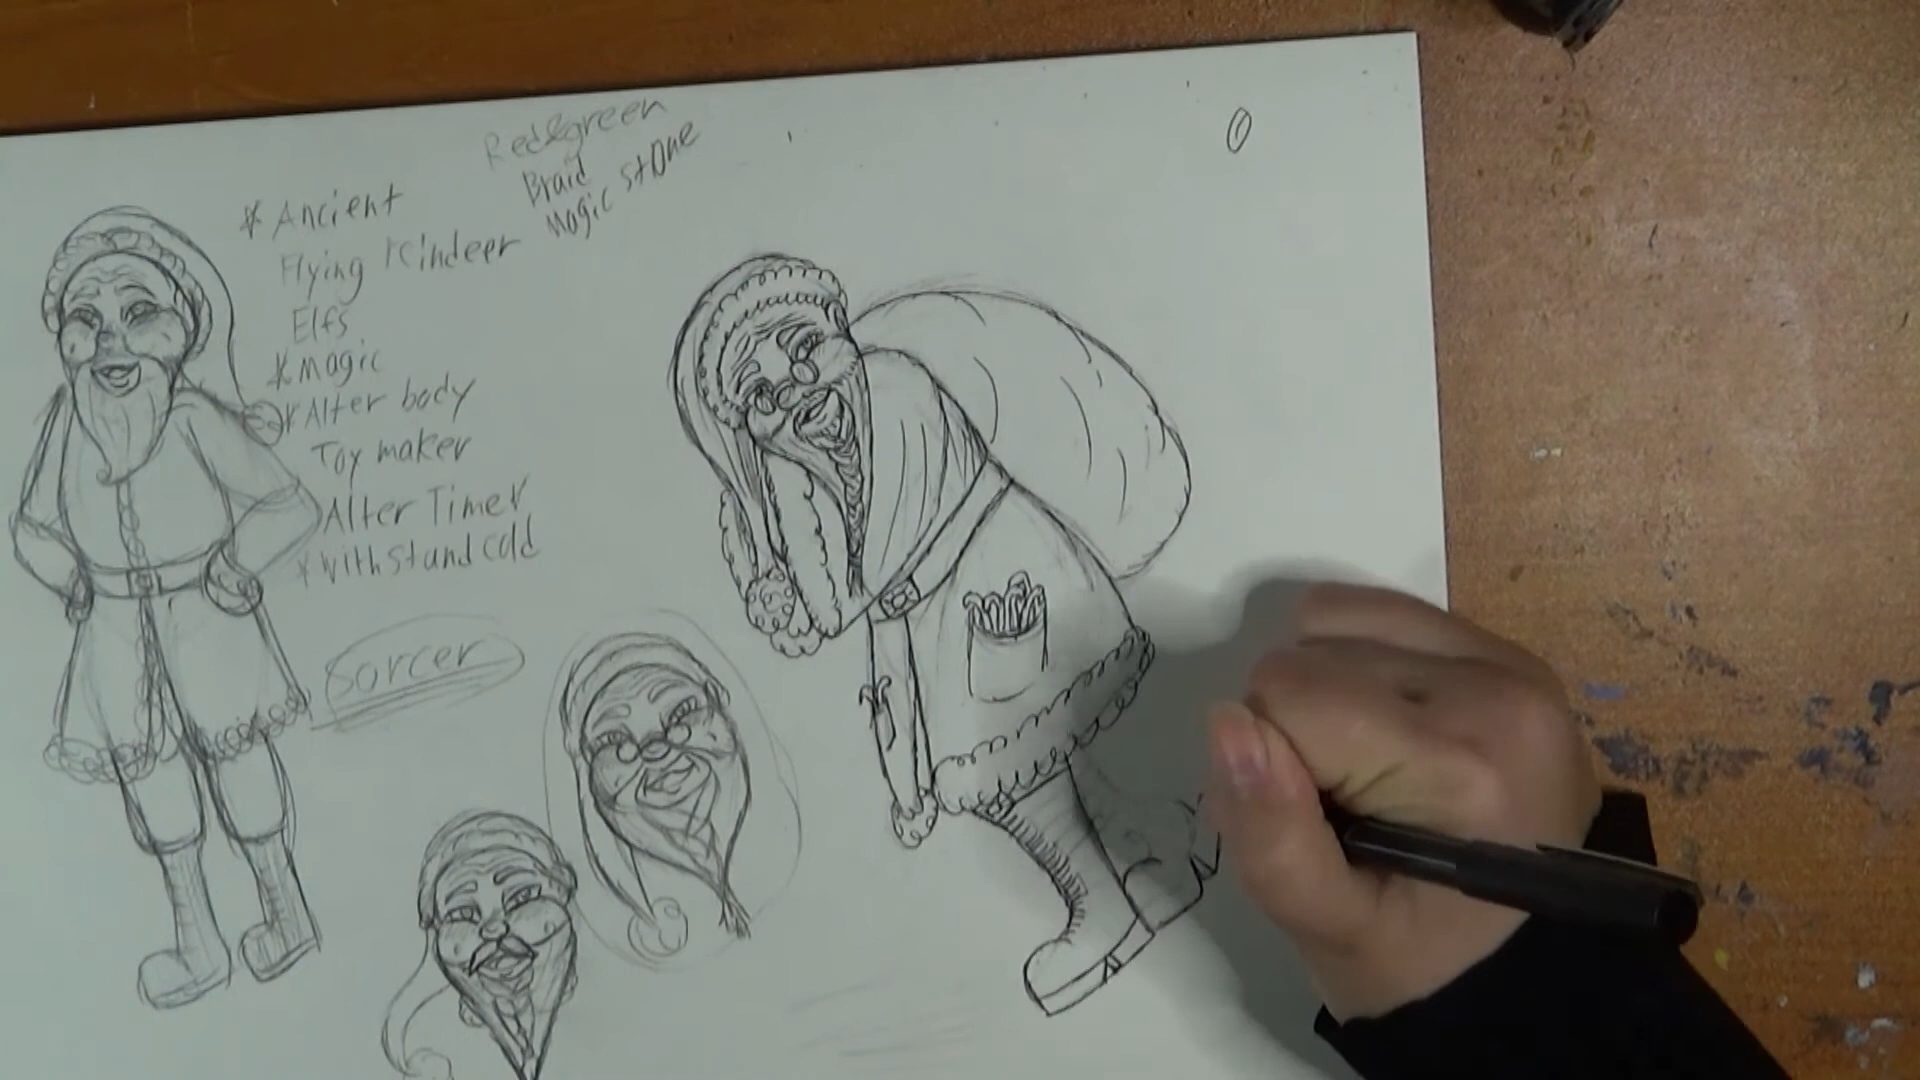 Red&green
Braid
Magic stone
* Ancient
Flying reindeer
Elfs
* magic
* Alter body
Toy maker
Alter Timer
* withstand cold
Sorcer